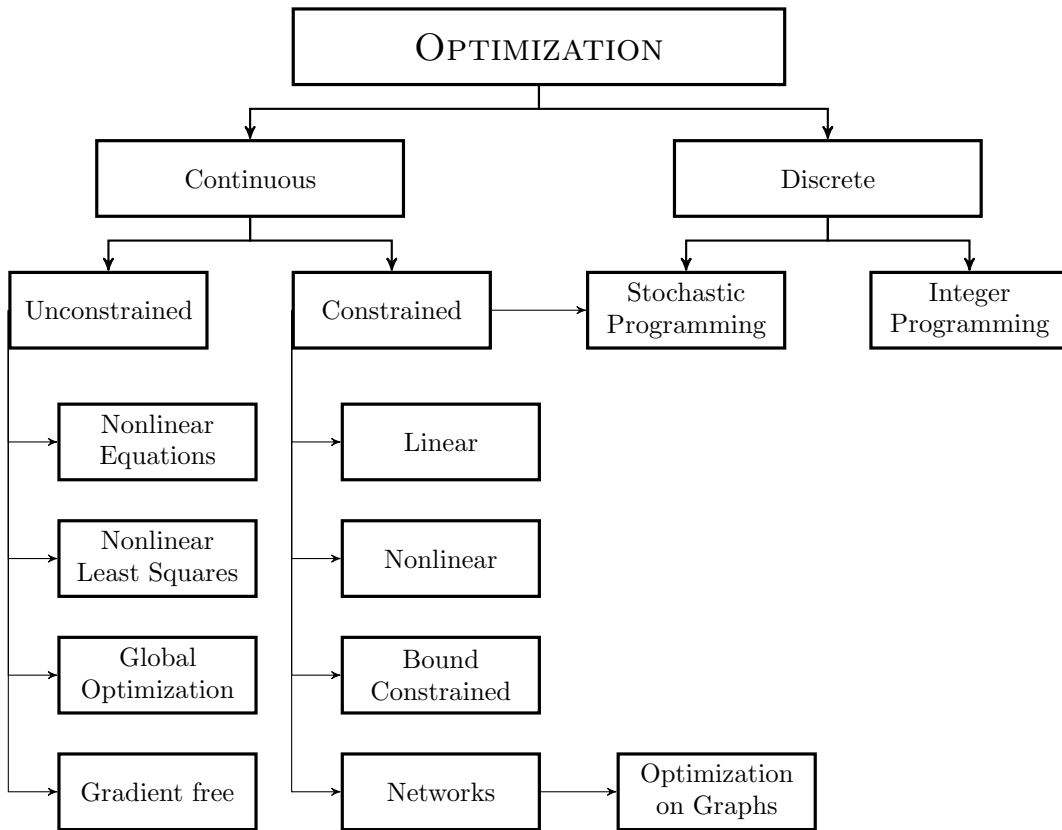 OPTIMIZATION
Continuous
Discrete
Unconstrained
Constrained
Stochastic
Programming
Integer
Programming
Nonlinear
Equations
Linear
Nonlinear
Least Squares
Nonlinear
Global
Optimization
Bound
Constrained
Gradient free
Networks
Optimization
on Graphs